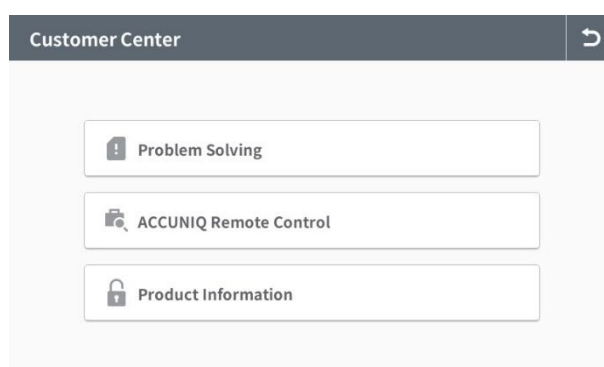 Customer Center
Problem Solving
ACCUNIQ Remote Control
Product Information